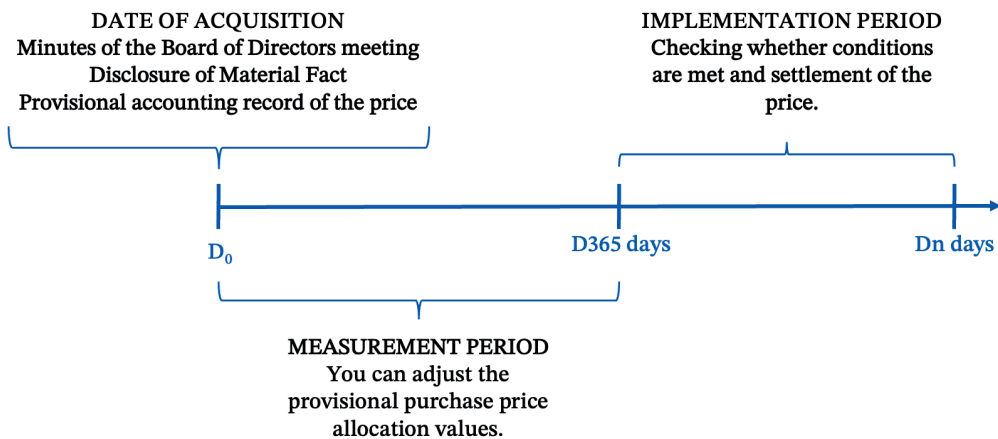 DATE OF ACQUISITION
Minutes of the Board of Directors meeting
Disclosure of Material Fact
Provisional accounting record of the price
IMPLEMENTATION PERIOD
Checking whether conditions
are met and settlement of the
price.
D₀
D365 days
Dn days
MEASUREMENT PERIOD
You can adjust the
provisional purchase price
allocation values.